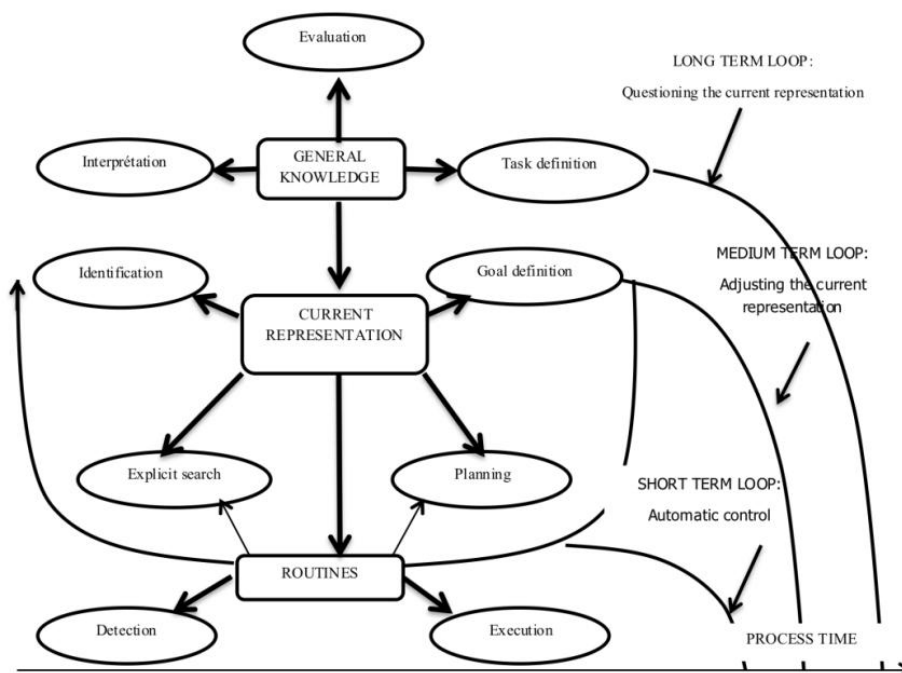 Evaluation
LONG TERM LOOP:
Questioning the current representation
Interprétation
GENERAL
KNOWLEDGE
Task definition
Identification
Goal definition
MEDIUM TERM LOOP:
Adjusting the current
representation
CURRENT
REPRESENTATION
Explicit search
Planning
SHORT TERM LOOP:
Automatic control
ROUTINES
Detection
Execution
PROCESS TIME